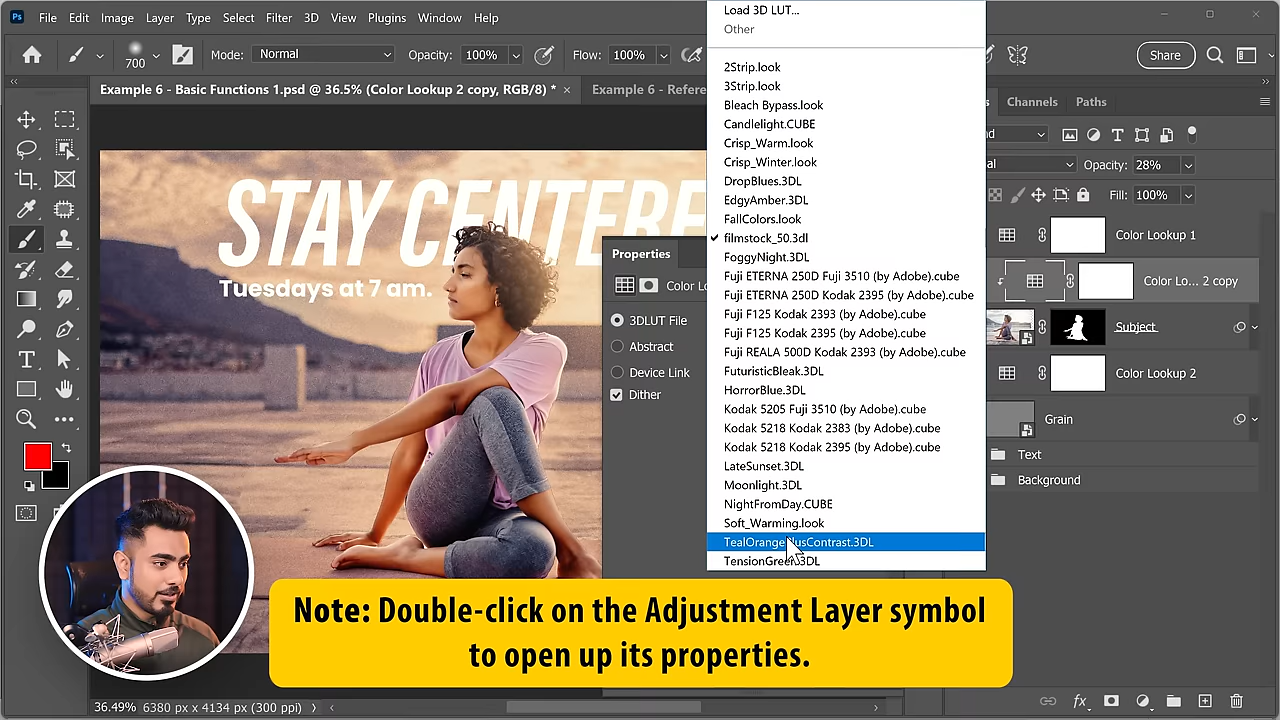 Ps File Edit Image Layer Type Select Filter 3D View Plugins Window Help
700 Mode: Normal Opacity: 100% Flow: 100% Share
Example 6 - Basic Functions 1.psd @ 36.5% (Color Lookup 2 copy, RGB/8) * × Example 6 - Refere
Load 3D LUT...
Other
2Strip.look
3Strip.look
Bleach Bypass.look
Candlelight.CUBE
Crisp_Warm.look
Crisp_Winter.look
DropBlues.3DL
EdgyAmber.3DL
FallColors.look
filmstock_50.3dl
FoggyNight.3DL
Fuji ETERNA 250D Fuji 3510 (by Adobe).cube
Fuji ETERNA 250D Kodak 2395 (by Adobe).cube
Fuji F125 Kodak 2393 (by Adobe).cube
Fuji F125 Kodak 2395 (by Adobe).cube
Fuji REALA 500D Kodak 2393 (by Adobe).cube
FuturisticBleak.3DL
HorrorBlue.3DL
Kodak 5205 Fuji 3510 (by Adobe).cube
Kodak 5218 Kodak 2383 (by Adobe).cube
Kodak 5218 Kodak 2395 (by Adobe).cube
LateSunset.3DL
Moonlight.3DL
NightFromDay.CUBE
Soft_Warming.look
STAY CENTERE
Tuesdays at 7 am.
Properties
Color Lo
3DLUT File
Abstract
Device Link
Dither
s Channels Paths
d
al Opacity: 28%
Fill: 100%
Color Lookup 1
Color Lo... 2 copy
Subject
Color Lookup 2
Grain
Text
Background
Note: Double-click on the Adjustment Layer symbol
to open up its properties.
36.49% 6380 px x 4134 px (300 ppi)